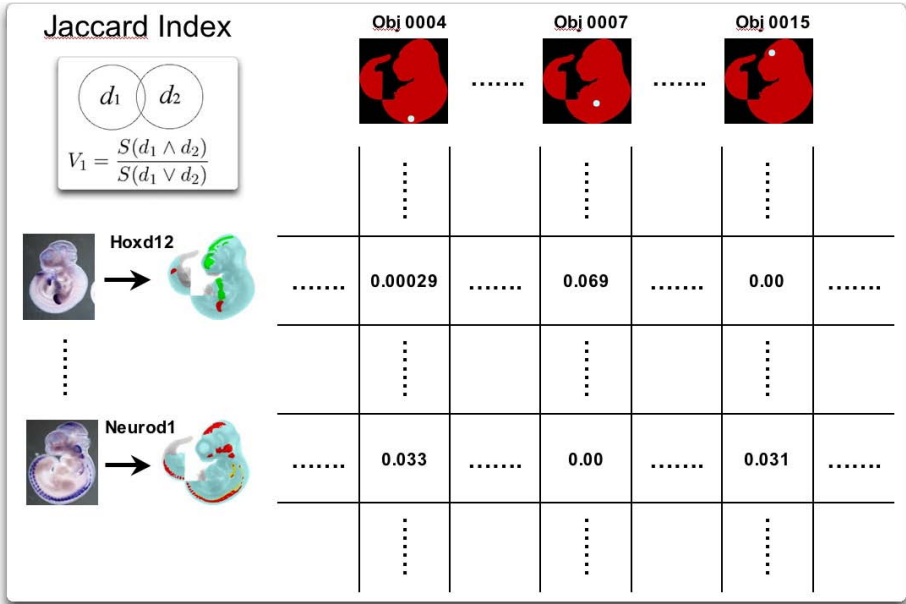 Jaccard Index
Obj 0004
Obj 0007
Obj 0015
.......
.......
d1 d2
V1 = S(d1 ∧ d2) / S(d1 ∨ d2)
Hoxd12
....... 0.00029 ....... 0.069 ....... 0.00 .......
Neurod1
....... 0.033 ....... 0.00 ....... 0.031 .......